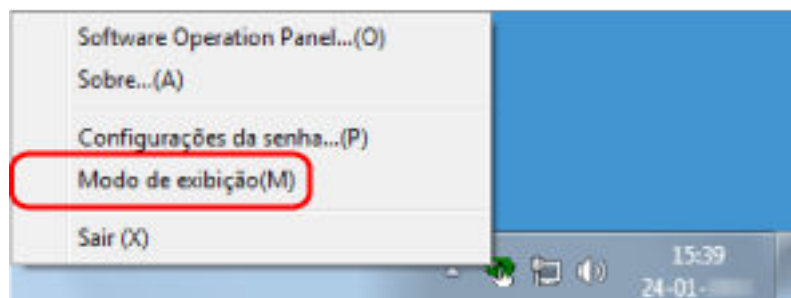 Software Operation Panel...(O)
Sobre...(A)
Configurações da senha...(P)
Modo de exibição(M)
Sair (X)
15:39
24-01-